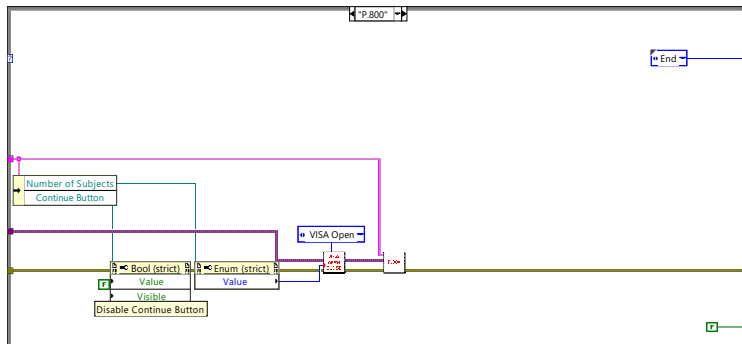 "P.800"
End
Number of Subjects
Continue Button
VISA Open
Bool (strict)
Enum (strict)
F
Value
Value
Visible
Disable Continue Button
F